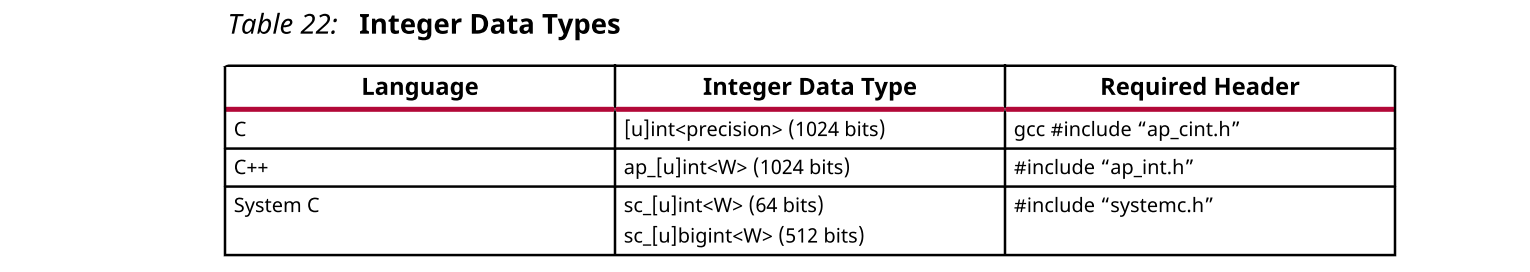 Table 22: Integer Data Types
Language Integer Data Type Required Header
C [u]int<precision> (1024 bits) gcc #include “ap_cint.h”
C++ ap_[u]int<W> (1024 bits) #include “ap_int.h”
System C sc_[u]int<W> (64 bits) #include “systemc.h”
sc_[u]bigint<W> (512 bits)